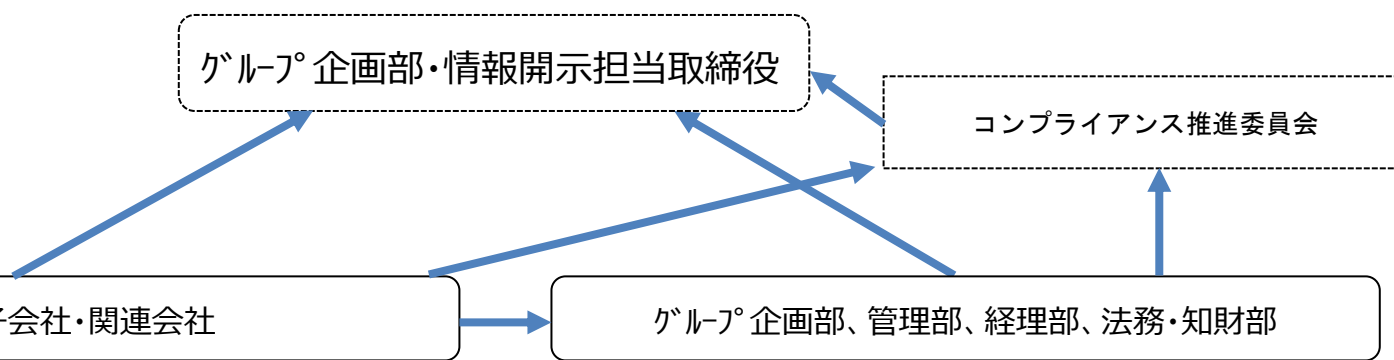 ｸﾞﾙｰﾌﾟ企画部・情報開示担当取締役
コンプライアンス推進委員会
子会社・関連会社
ｸﾞﾙｰﾌﾟ企画部、管理部、経理部、法務・知財部